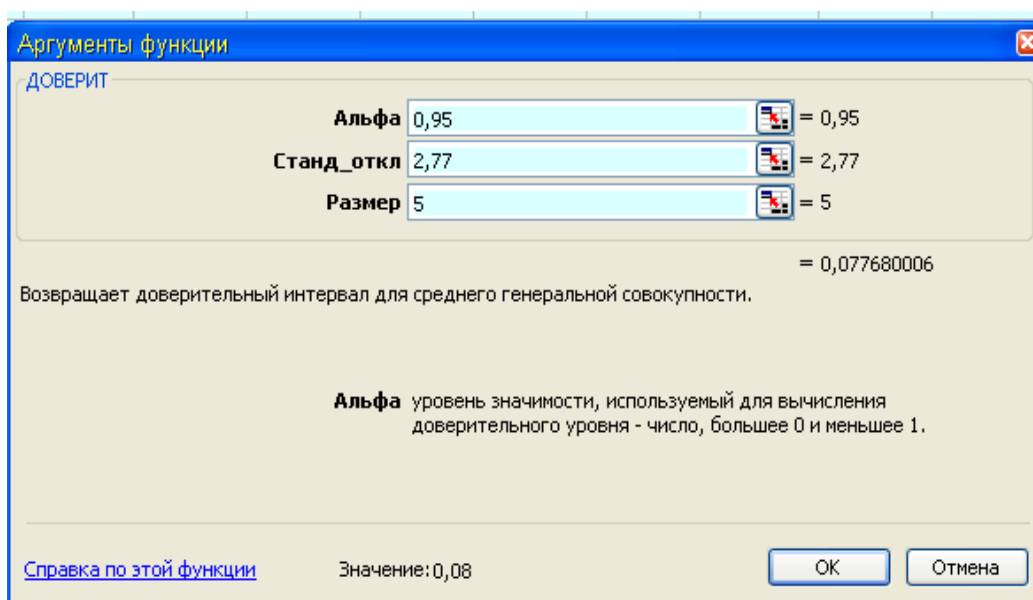 Аргументы функции
ДОВЕРИТ
Альфа 0,95 = 0,95
Станд_откл 2,77 = 2,77
Размер 5 = 5
= 0,077680006
Возвращает доверительный интервал для среднего генеральной совокупности.
Альфа уровень значимости, используемый для вычисления
доверительного уровня - число, большее 0 и меньшее 1.
Справка по этой функции Значение:0,08 ОК Отмена